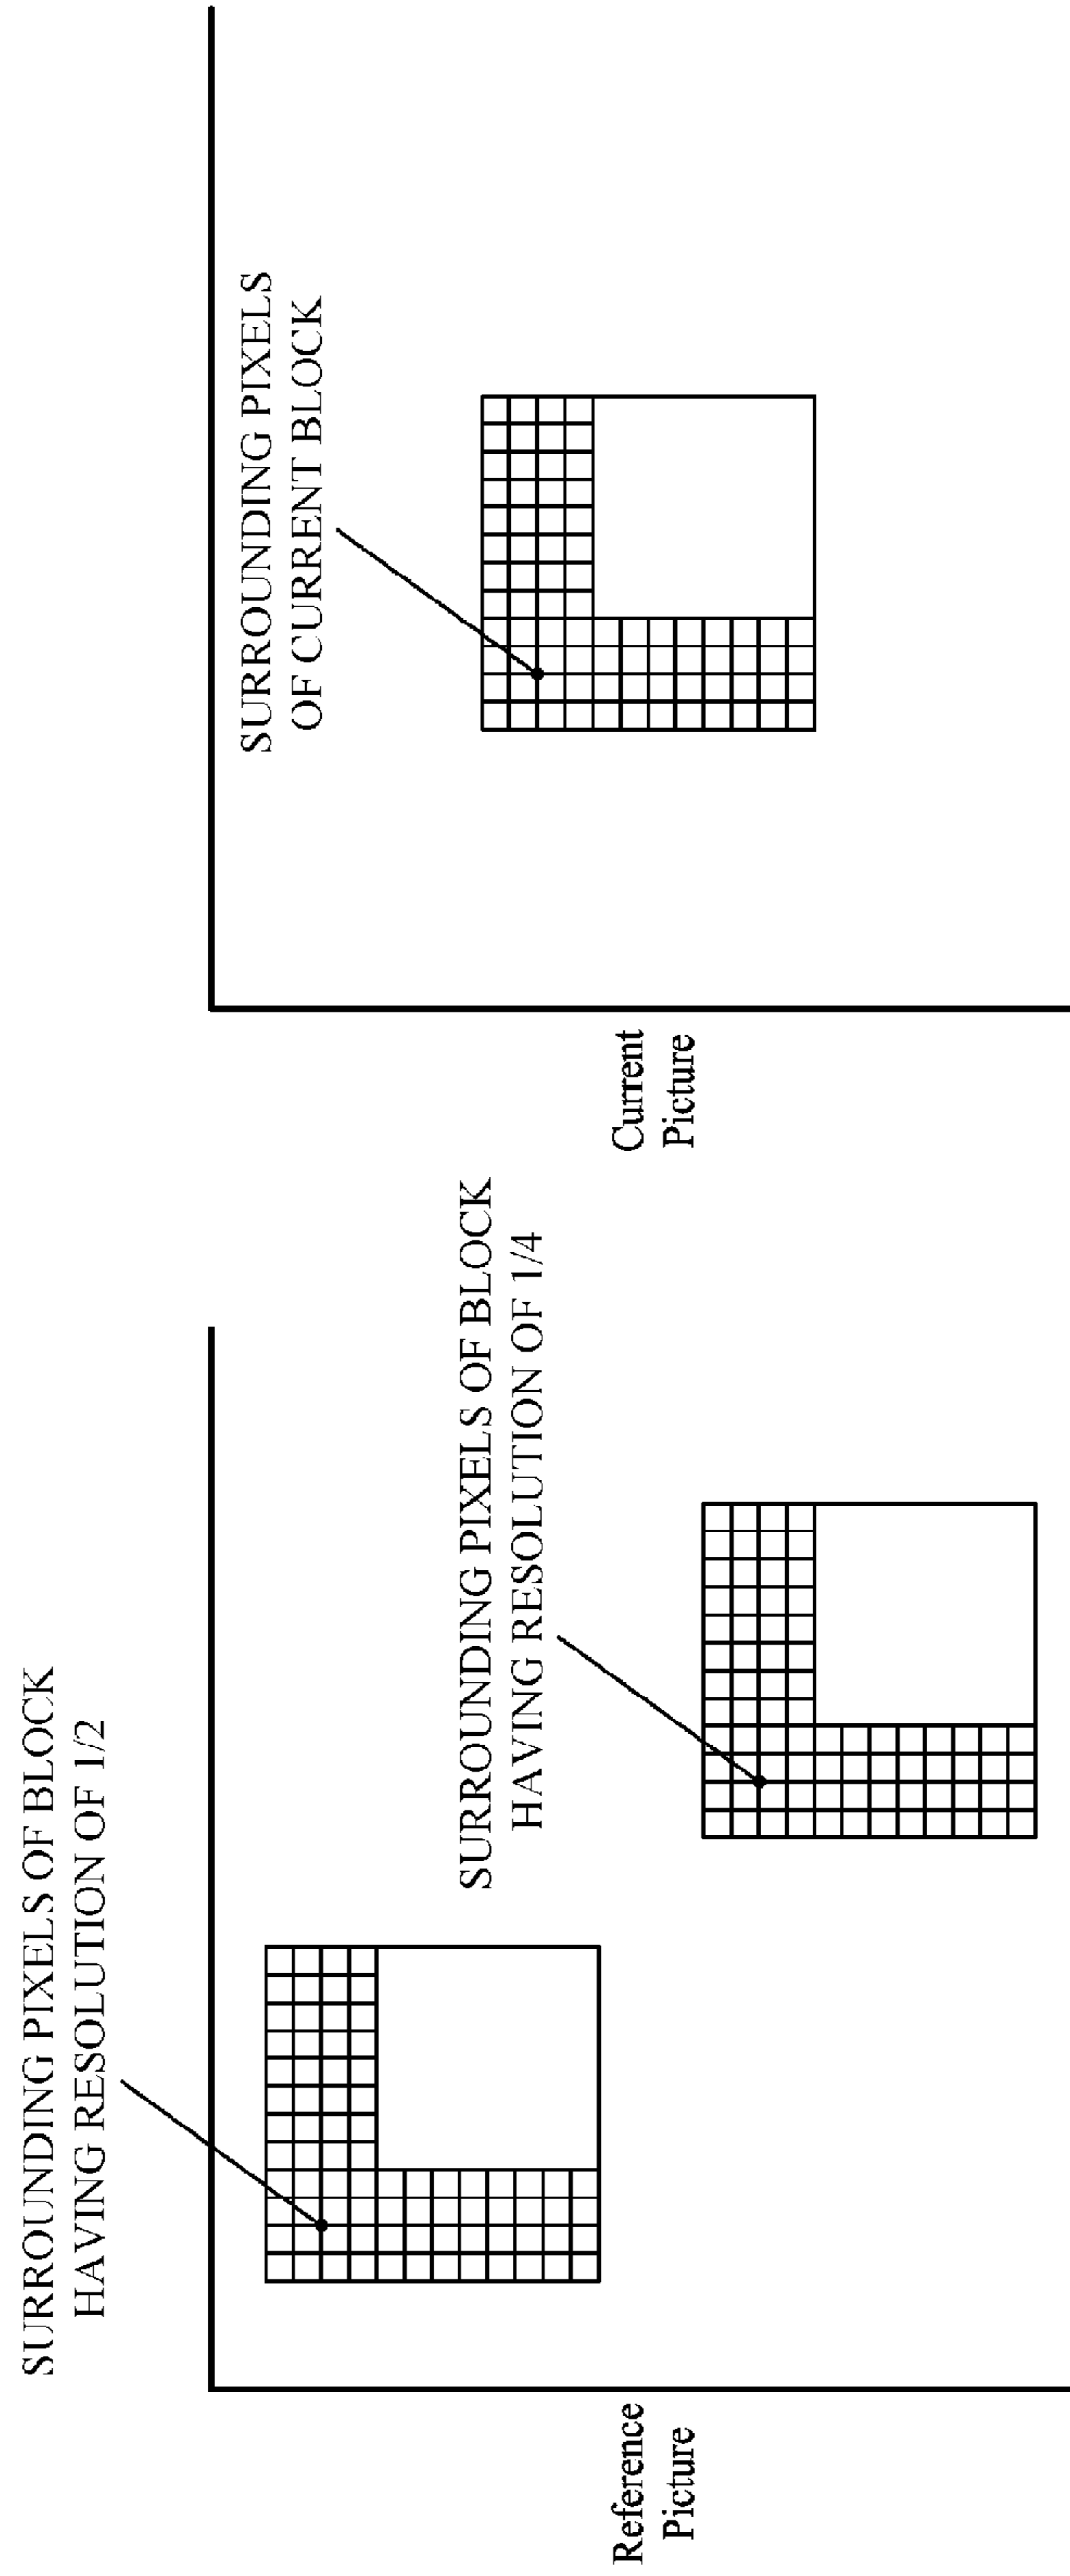 SURROUNDING PIXELS OF BLOCK
HAVING RESOLUTION OF 1/2
SURROUNDING PIXELS OF BLOCK
HAVING RESOLUTION OF 1/4
Reference
Picture
SURROUNDING PIXELS
OF CURRENT BLOCK
Current
Picture